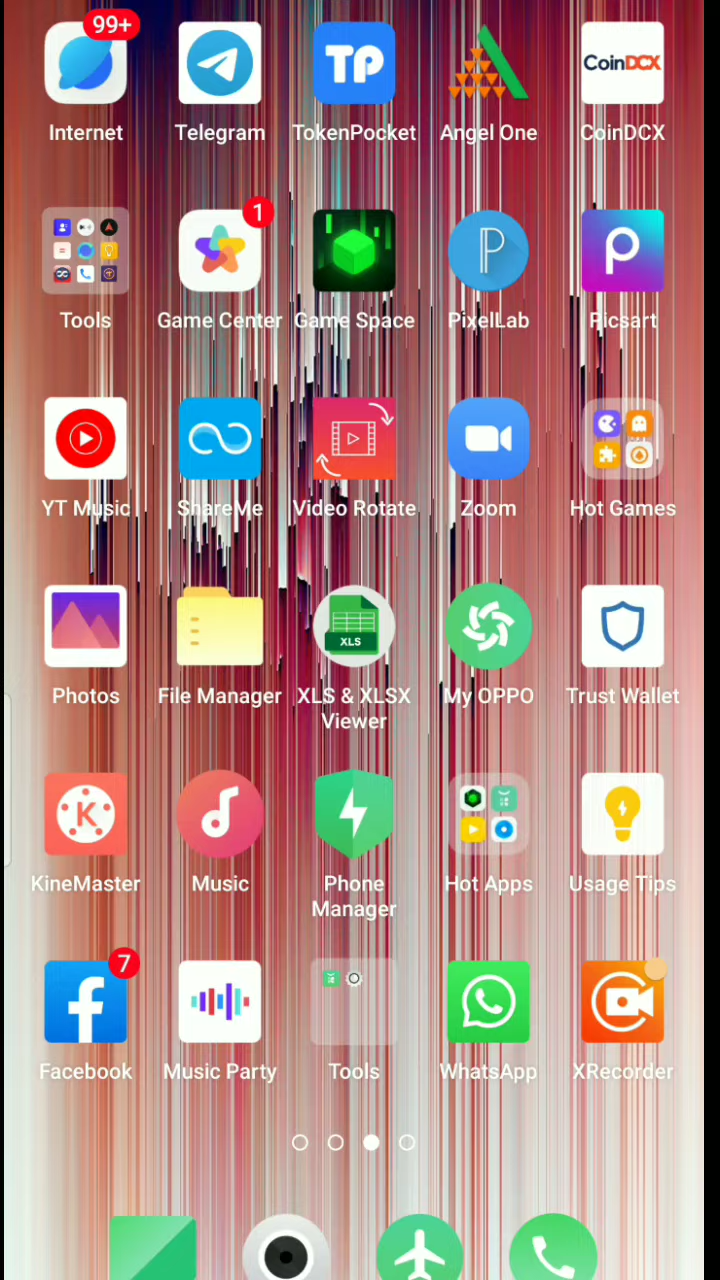 99+
TP
CoinDCX
Internet
Telegram
TokenPocket
Angel One
CoinDCX
1
Tools
Game Center
Game Space
PixelLab
Picsart
YT Music
ShareMe
Video Rotate
Zoom
Hot Games
XLS
Photos
File Manager
XLS & XLSX
Viewer
My OPPO
Trust Wallet
K
KineMaster
Music
Phone
Manager
Hot Apps
Usage Tips
7
Facebook
Music Party
Tools
WhatsApp
XRecorder